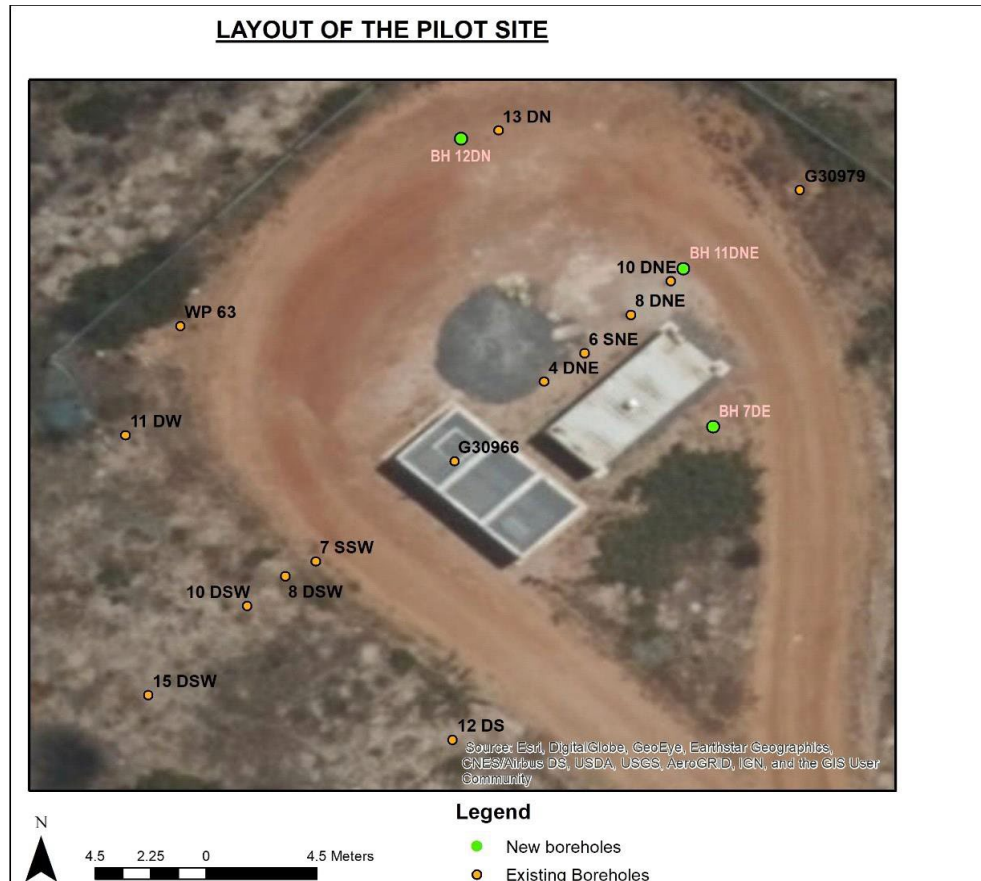 LAYOUT OF THE PILOT SITE
13 DN
BH 12DN
G30979
BH 11DNE
10 DNE
8 DNE
WP 63
6 SNE
4 DNE
BH 7DE
11 DW
G30966
7 SSW
8 DSW
10 DSW
15 DSW
12 DS
Source: Esri, DigitalGlobe, GeoEye, Earthstar Geographics,
CNES/Airbus DS, USDA, USGS, AeroGRID, IGN, and the GIS User
Community
Legend
N
New boreholes
4.5 2.25 0 4.5 Meters
Existing Boreholes